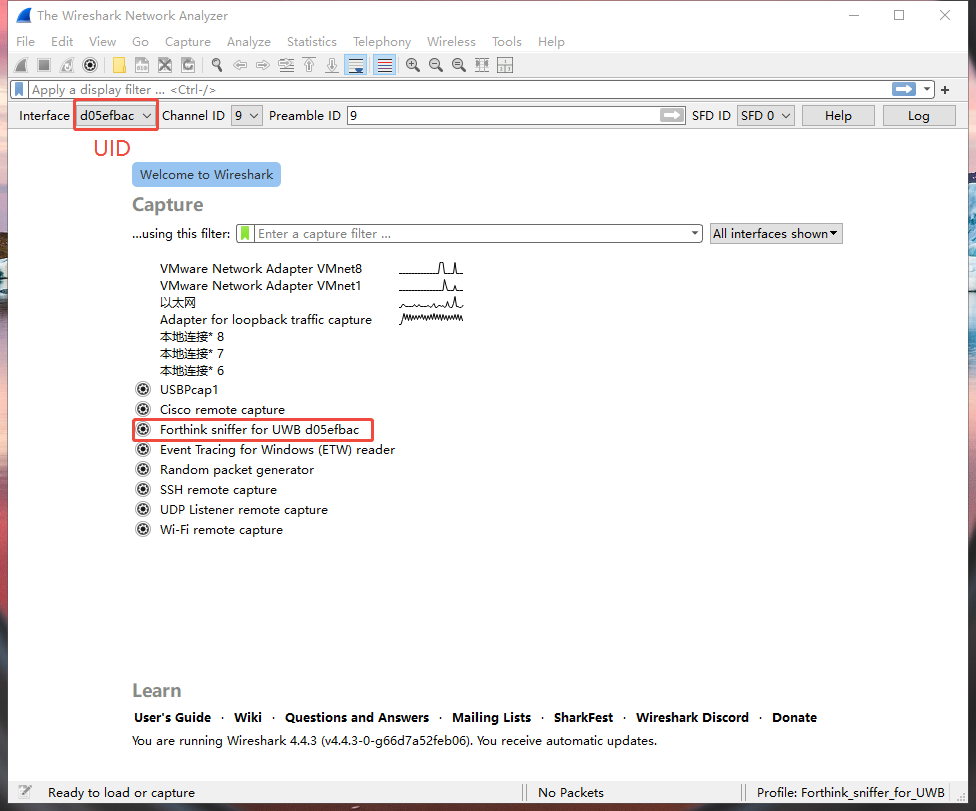 The Wireshark Network Analyzer
File Edit View Go Capture Analyze Statistics Telephony Wireless Tools Help
Apply a display filter ... <Ctrl-/>
Interface d05efbac Channel ID 9 Preamble ID 9 SFD ID SFD 0 Help Log
UID
Welcome to Wireshark
Capture
...using this filter: Enter a capture filter ... All interfaces shown
VMware Network Adapter VMnet8
VMware Network Adapter VMnet1
以太网
Adapter for loopback traffic capture
本地连接* 8
本地连接* 7
本地连接* 6
USBPcap1
Cisco remote capture
Forthink sniffer for UWB d05efbac
Event Tracing for Windows (ETW) reader
Random packet generator
SSH remote capture
UDP Listener remote capture
Wi-Fi remote capture
Learn
User's Guide · Wiki · Questions and Answers · Mailing Lists · SharkFest · Wireshark Discord · Donate
You are running Wireshark 4.4.3 (v4.4.3-0-g66d7a52feb06). You receive automatic updates.
Ready to load or capture No Packets Profile: Forthink_sniffer_for_UWB